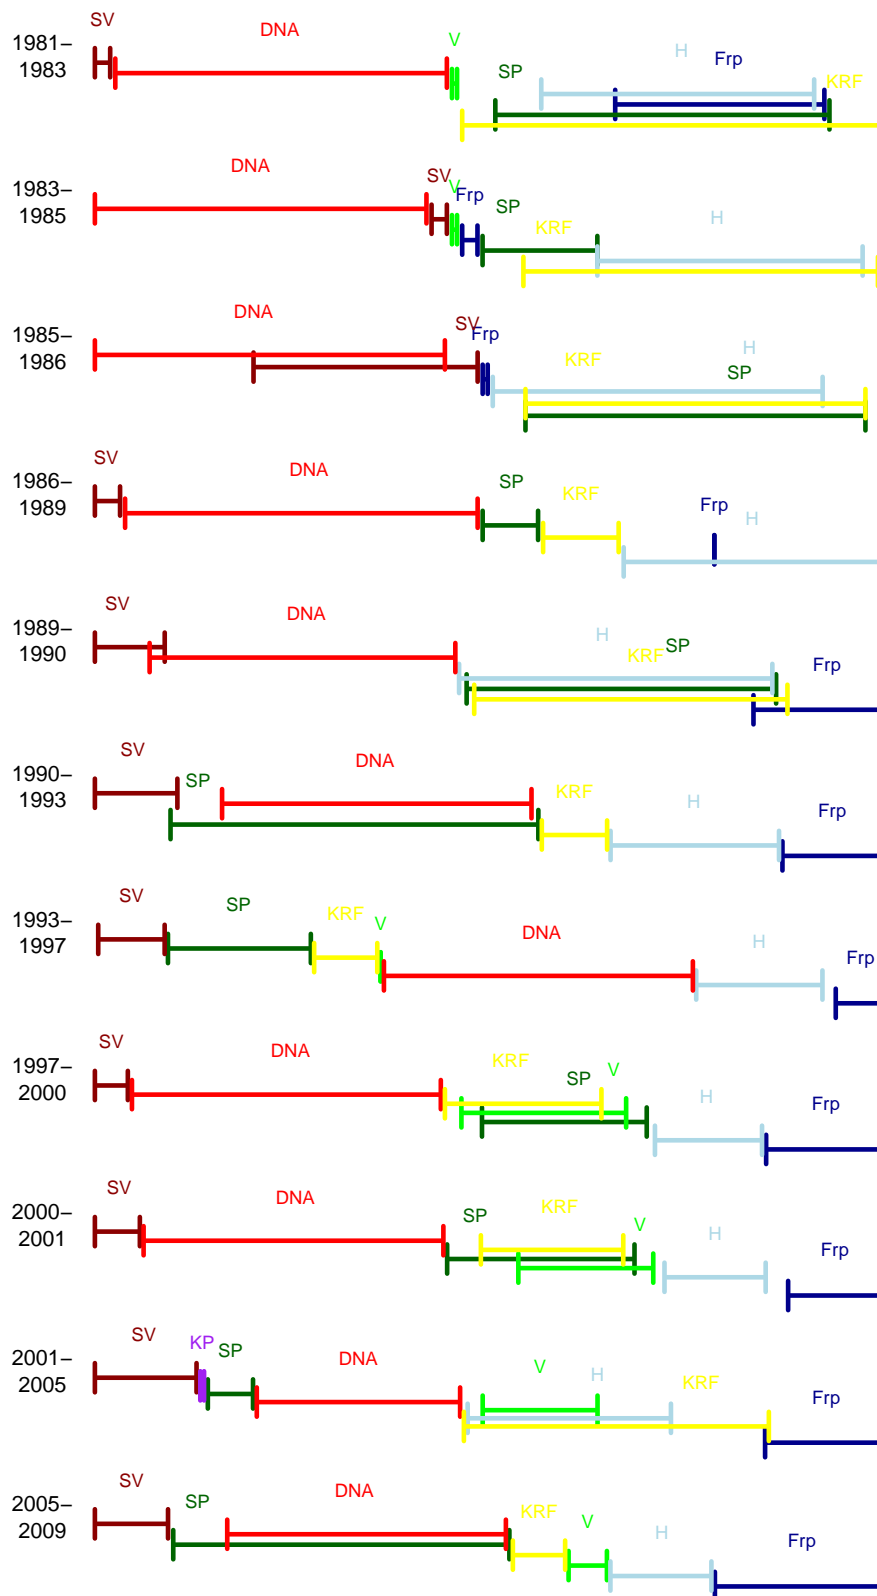 SV DNA V SP H Frp KRF
1981–
1983
DNA SV V Frp SP KRF H
1983–
1985
DNA SV Frp KRF H SP
1985–
1986
SV DNA SP KRF Frp H
1986–
1989
SV DNA H KRF SP Frp
1989–
1990
SV SP DNA KRF H Frp
1990–
1993
SV SP KRF V DNA H Frp
1993–
1997
SV DNA KRF SP V H Frp
1997–
2000
SV DNA SP KRF V H Frp
2000–
2001
SV KP SP DNA V H KRF Frp
2001–
2005
SV SP DNA KRF V H Frp
2005–
2009